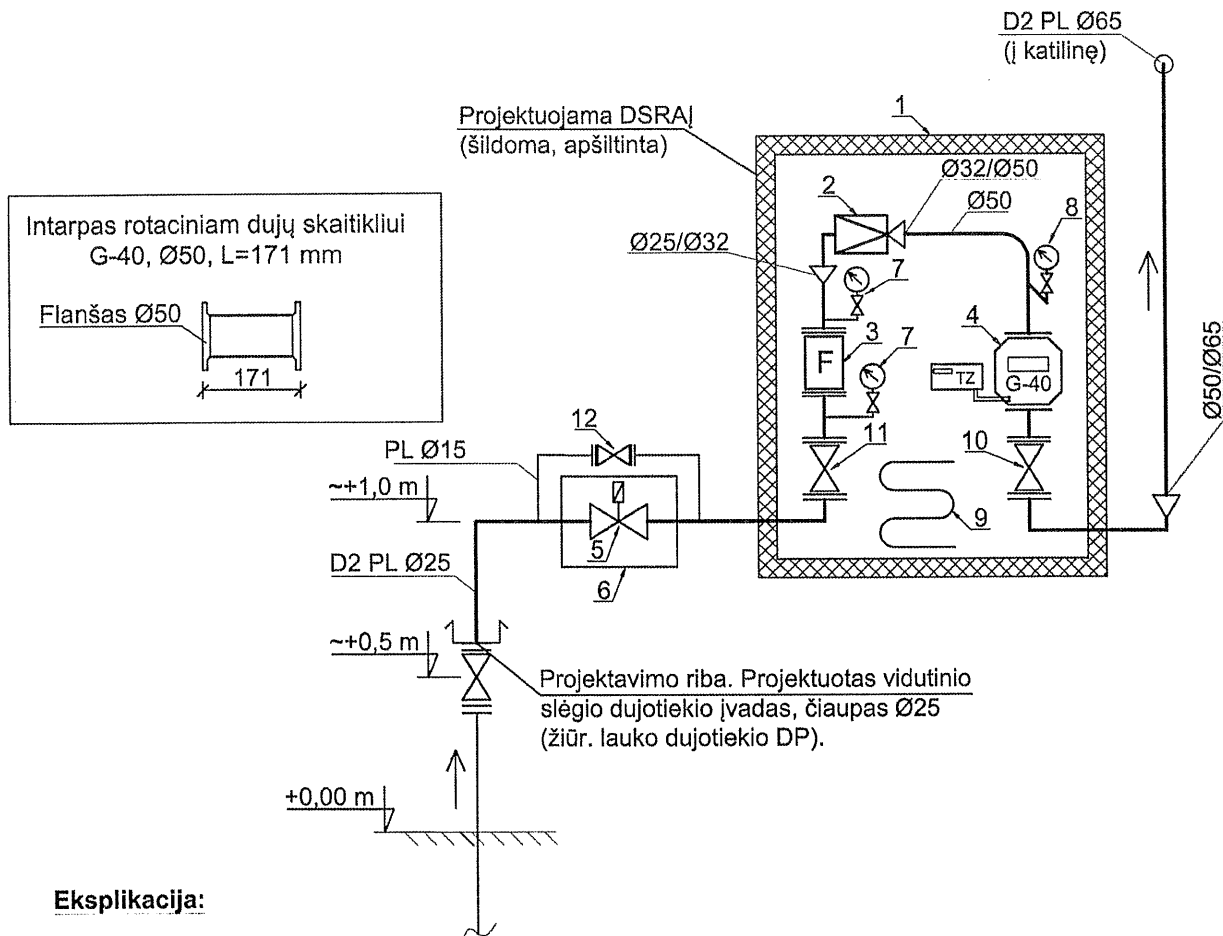 D2 PL Ø65
(į katilinę)
Projektuojama DSRAĮ
(šildoma, apšiltinta)
1
Intarpas rotaciniam dujų skaitikliui
G-40, Ø50, L=171 mm
Flanšas Ø50
171
2
Ø32/Ø50
Ø50
8
Ø25/Ø32
7
3
F
7
4
G-40
TZ
Ø50/Ø65
12
11
10
PL Ø15
~+1,0 m
5
9
6
D2 PL Ø25
~+0,5 m
Projektavimo riba. Projektuotas vidutinio
slėgio dujotiekio įvadas, čiaupas Ø25
(žiūr. lauko dujotiekio DP).
+0,00 m
Eksplikacija: